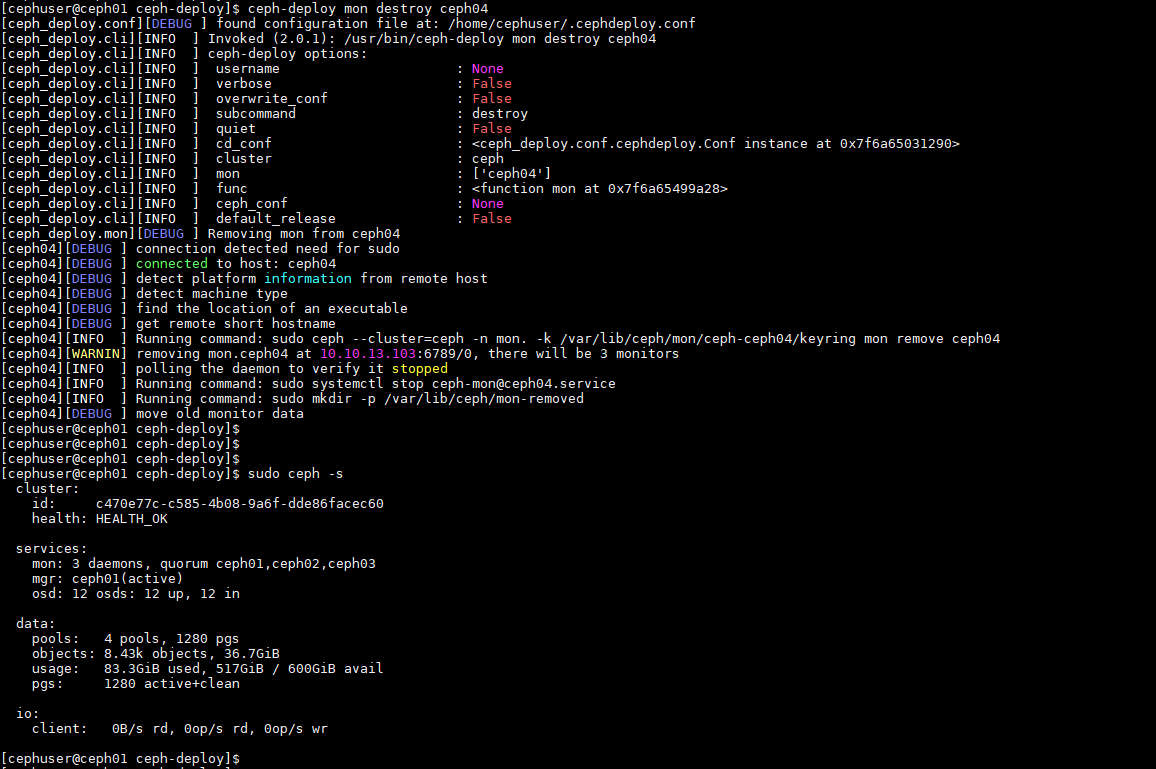 [cephuser@ceph01 ceph-deploy]$ ceph-deploy mon destroy ceph04
[ceph_deploy.conf][DEBUG ] found configuration file at: /home/cephuser/.cephdeploy.conf
[ceph_deploy.cli][INFO  ] Invoked (2.0.1): /usr/bin/ceph-deploy mon destroy ceph04
[ceph_deploy.cli][INFO  ] ceph-deploy options:
[ceph_deploy.cli][INFO  ]  username                      : None
[ceph_deploy.cli][INFO  ]  verbose                       : False
[ceph_deploy.cli][INFO  ]  overwrite_conf                : False
[ceph_deploy.cli][INFO  ]  subcommand                    : destroy
[ceph_deploy.cli][INFO  ]  quiet                         : False
[ceph_deploy.cli][INFO  ]  cd_conf                       : <ceph_deploy.conf.cephdeploy.Conf instance at 0x7f6a65031290>
[ceph_deploy.cli][INFO  ]  cluster                       : ceph
[ceph_deploy.cli][INFO  ]  mon                           : ['ceph04']
[ceph_deploy.cli][INFO  ]  func                          : <function mon at 0x7f6a65499a28>
[ceph_deploy.cli][INFO  ]  ceph_conf                     : None
[ceph_deploy.cli][INFO  ]  default_release               : False
[ceph_deploy.mon][DEBUG ] Removing mon from ceph04
[ceph04][DEBUG ] connection detected need for sudo
[ceph04][DEBUG ] connected to host: ceph04
[ceph04][DEBUG ] detect platform information from remote host
[ceph04][DEBUG ] detect machine type
[ceph04][DEBUG ] find the location of an executable
[ceph04][DEBUG ] get remote short hostname
[ceph04][INFO  ] Running command: sudo ceph --cluster=ceph -n mon. -k /var/lib/ceph/mon/ceph-ceph04/keyring mon remove ceph04
[ceph04][WARNIN] removing mon.ceph04 at 10.10.13.103:6789/0, there will be 3 monitors
[ceph04][INFO  ] polling the daemon to verify it stopped
[ceph04][INFO  ] Running command: sudo systemctl stop ceph-mon@ceph04.service
[ceph04][INFO  ] Running command: sudo mkdir -p /var/lib/ceph/mon-removed
[ceph04][DEBUG ] move old monitor data
[cephuser@ceph01 ceph-deploy]$
[cephuser@ceph01 ceph-deploy]$
[cephuser@ceph01 ceph-deploy]$
[cephuser@ceph01 ceph-deploy]$ sudo ceph -s
  cluster:
    id:     c470e77c-c585-4b08-9a6f-dde86facec60
    health: HEALTH_OK

  services:
    mon: 3 daemons, quorum ceph01,ceph02,ceph03
    mgr: ceph01(active)
    osd: 12 osds: 12 up, 12 in

  data:
    pools:   4 pools, 1280 pgs
    objects: 8.43k objects, 36.7GiB
    usage:   83.3GiB used, 517GiB / 600GiB avail
    pgs:     1280 active+clean

  io:
    client:   0B/s rd, 0op/s rd, 0op/s wr

[cephuser@ceph01 ceph-deploy]$